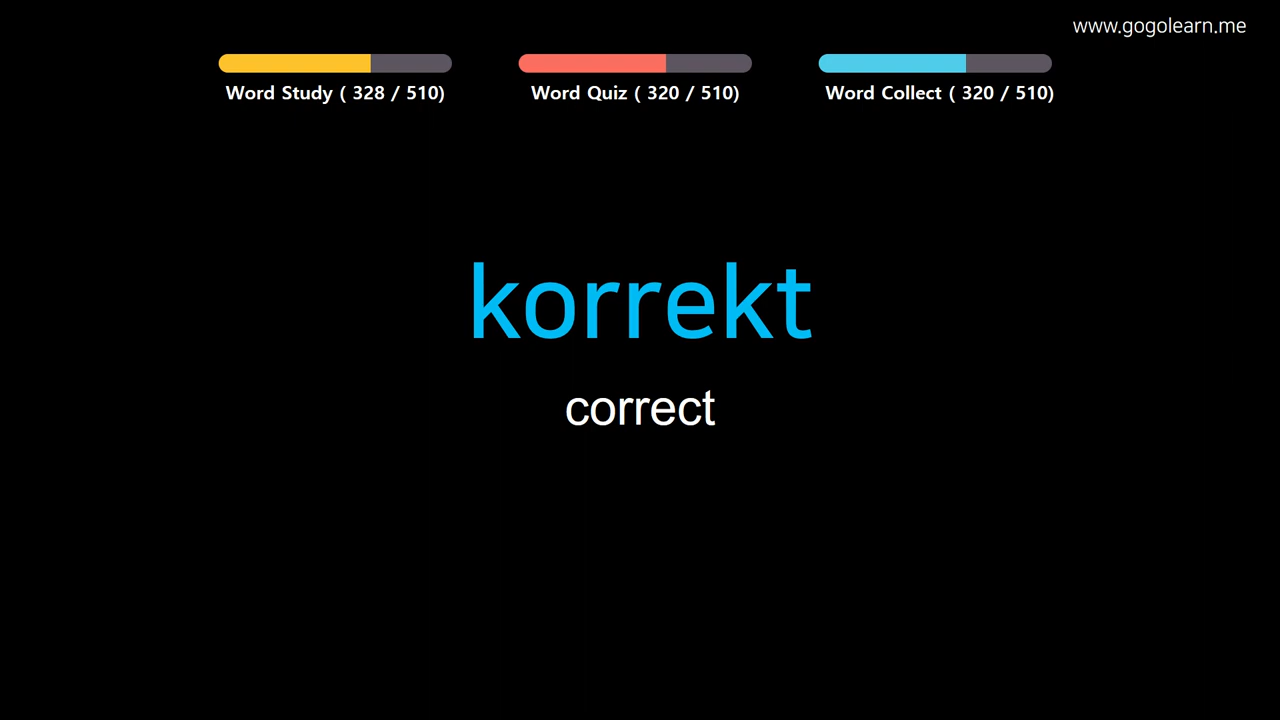 www.gogolearn.me
Word Study ( 328 / 510)
Word Quiz ( 320 / 510)
Word Collect ( 320 / 510)
korrekt
correct